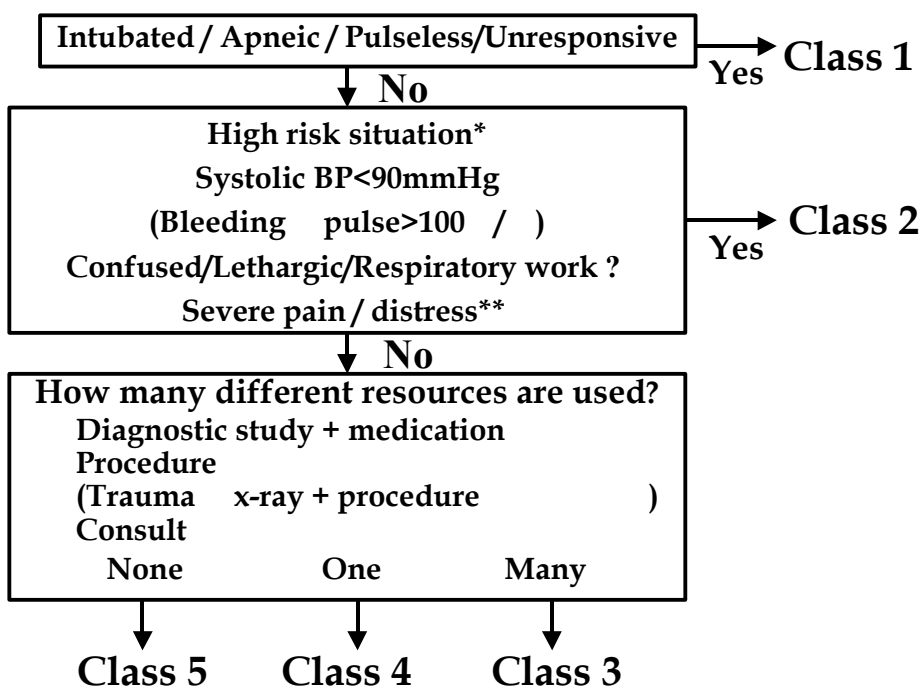 Intubated / Apneic / Pulseless/Unresponsive
Yes
Class 1
No
High risk situation*
Systolic BP<90mmHg
(Bleeding pulse>100 / )
Confused/Lethargic/Respiratory work ?
Severe pain / distress**
Yes
Class 2
No
How many different resources are used?
Diagnostic study + medication
Procedure
(Trauma x-ray + procedure )
Consult
None One Many
Class 5 Class 4 Class 3